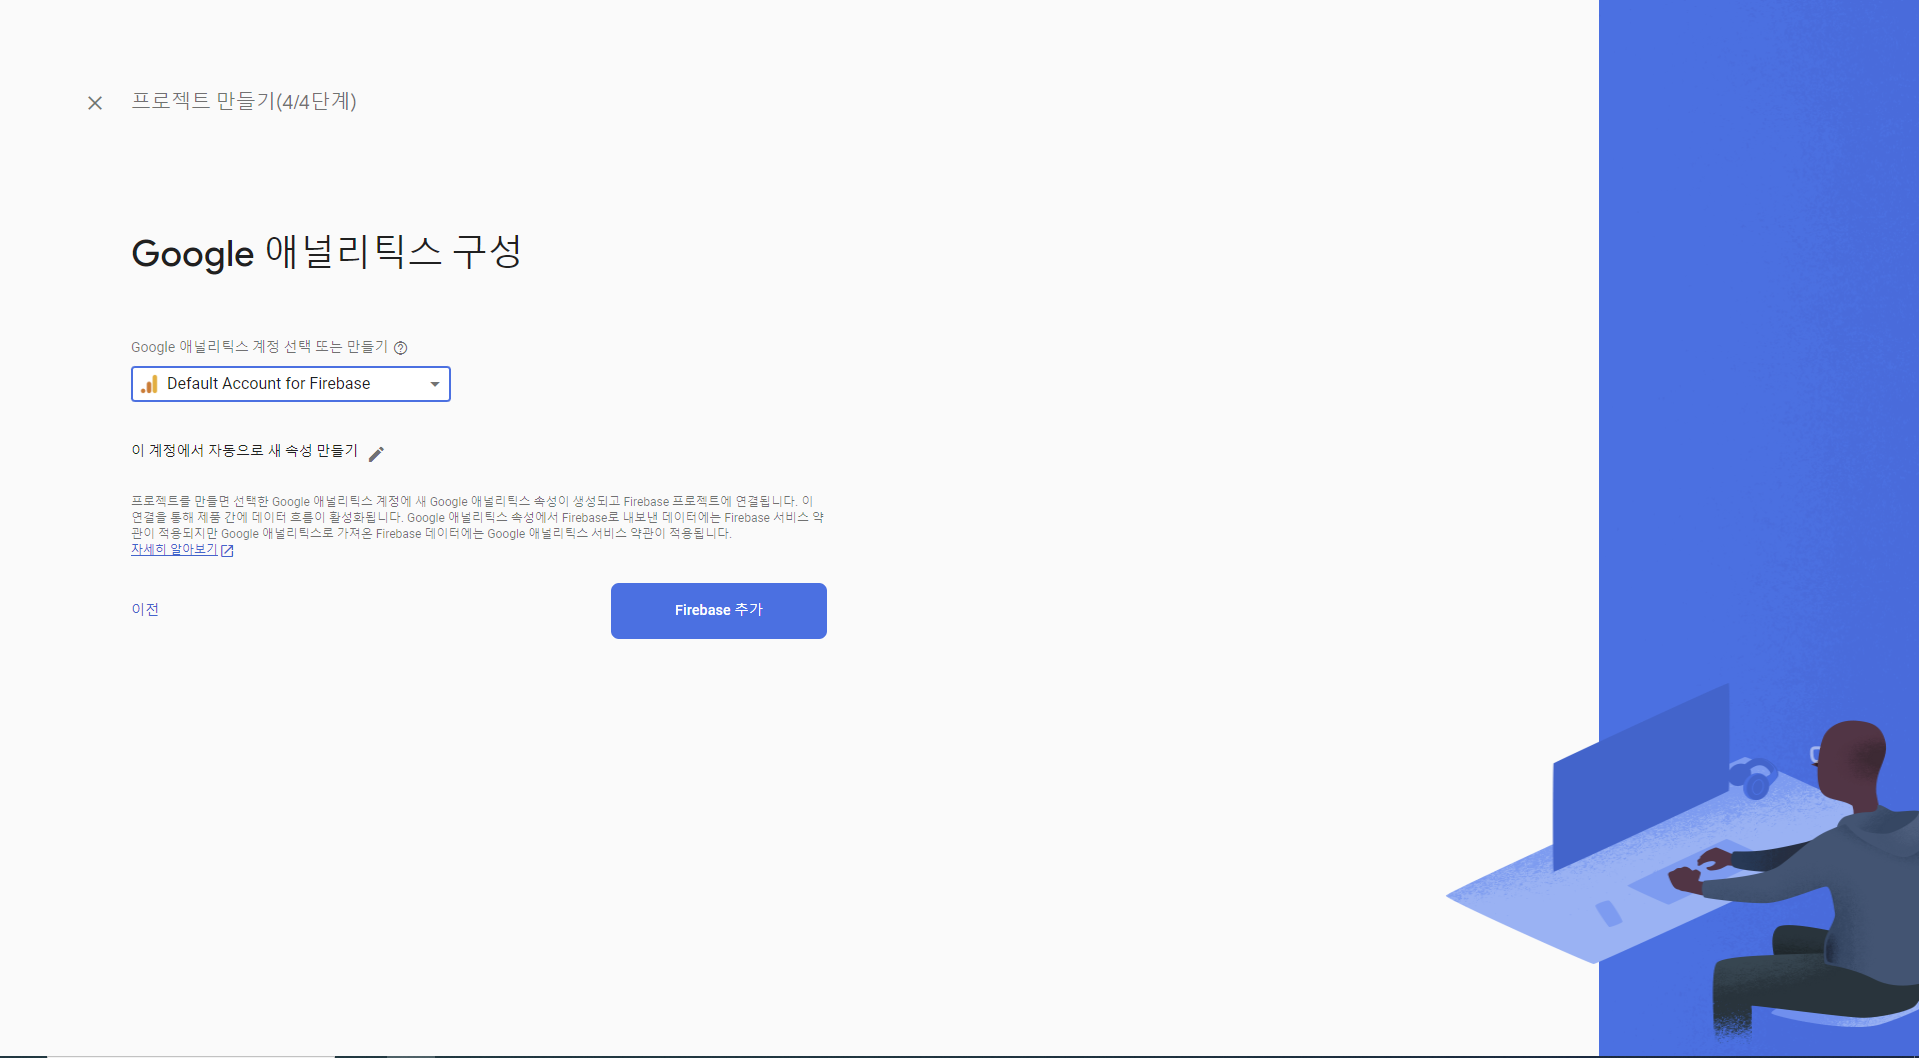 프로젝트 만들기(4/4단계)
Google 애널리틱스 구성
Google 애널리틱스 계정 선택 또는 만들기
Default Account for Firebase
이 계정에서 자동으로 새 속성 만들기
프로젝트를 만들면 선택한 Google 애널리틱스 계정에 새 Google 애널리틱스 속성이 생성되고 Firebase 프로젝트에 연결됩니다. 이
연결을 통해 제품 간에 데이터 흐름이 활성화됩니다. Google 애널리틱스 속성에서 Firebase로 내보낸 데이터에는 Firebase 서비스 약
관이 적용되지만 Google 애널리틱스로 가져온 Firebase 데이터에는 Google 애널리틱스 서비스 약관이 적용됩니다.
자세히 알아보기
이전
Firebase 추가